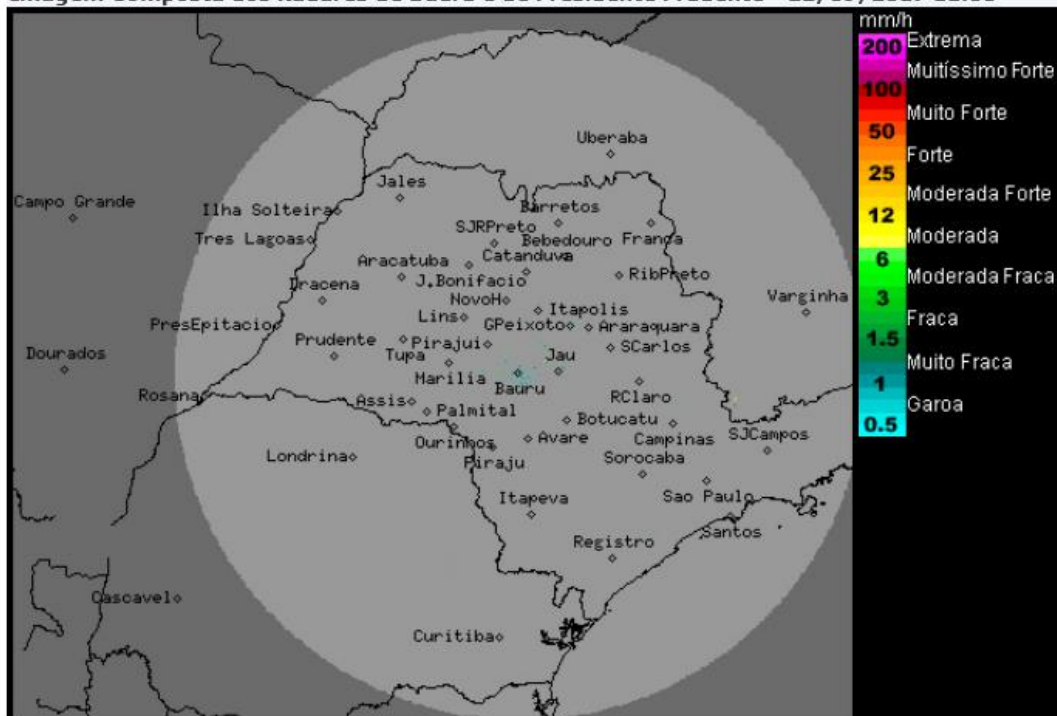 mm/h
200 Extrema
Muitíssimo Forte
100
Muito Forte
50
Forte
25
Moderada Forte
12
Moderada
6
Moderada Fraca
3
Fraca
1.5
Muito Fraca
1
Garoa
0.5
Uberaba
Jales
Campo Grande
Ilha Solteira
Barretos
SJRPreto
Tres Lagoas
Bebedouro Franca
Catanduva
Aracatuba
J.Bonifacio
RibPreto
Dracena
NovoH
Varginha
Itapolis
Lins
PresEpitacio
GPeixoto Araraquara
Prudente
Pirajui
SCarlos
Dourados
Tupa
Jau
Marilia
Bauru
Rosana
RClaro
Assis
Palmital
Botucatu
Ourinhos
Avare
Campinas
SJCampos
Londrina
Piraju
Sorocaba
Itapeva
Sao Paulo
Santos
Registro
Cascavel
Curitiba